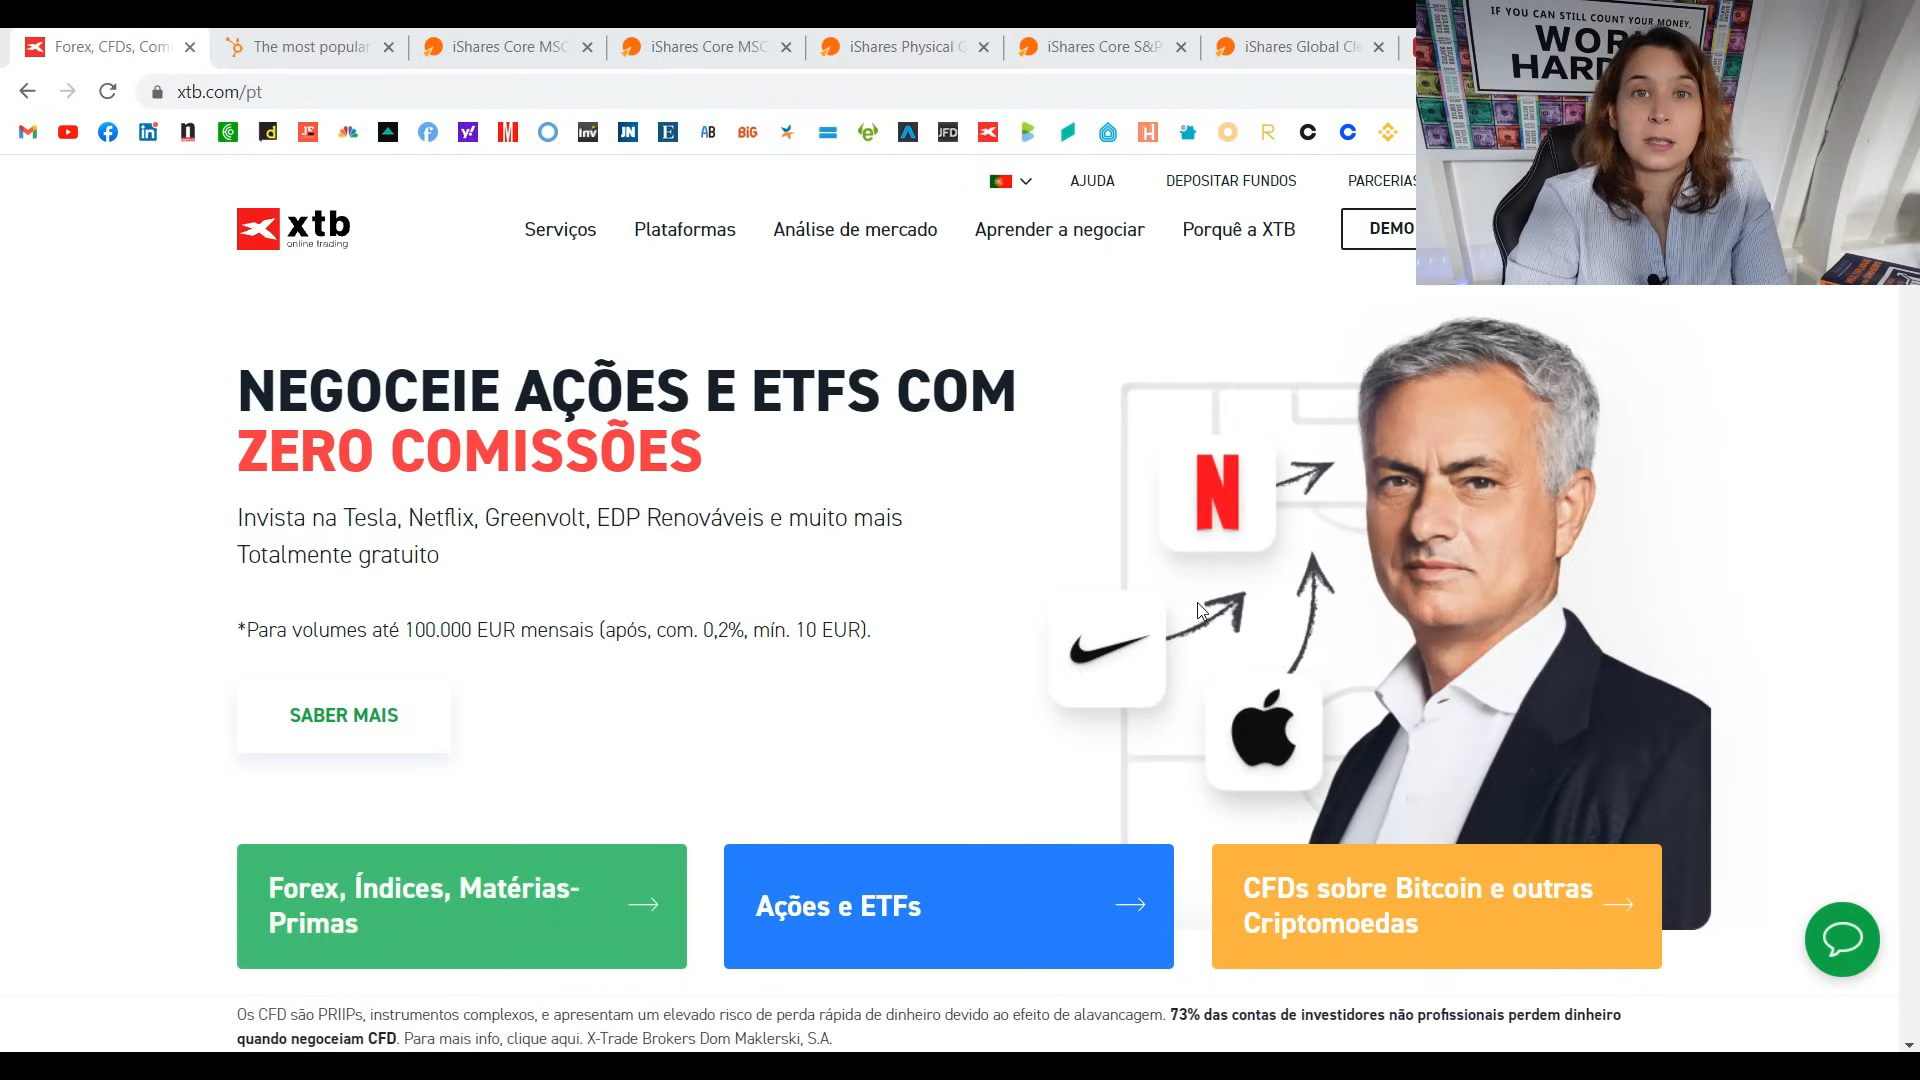 Forex, CFDs, Com
The most popular
iShares Core MSC
iShares Core MSC
iShares Physical G
iShares Core S&P
iShares Global Cle
xtb.com/pt
IF YOU CAN STILL COUNT YOUR MONEY,
WOR
HARD
AJUDA
DEPOSITAR FUNDOS
PARCERIAS
xtb
online trading
Serviços
Plataformas
Análise de mercado
Aprender a negociar
Porquê a XTB
DEMO
NEGOCEIE AÇÕES E ETFS COM
ZERO COMISSÕES
Invista na Tesla, Netflix, Greenvolt, EDP Renováveis e muito mais
Totalmente gratuito
*Para volumes até 100.000 EUR mensais (após, com. 0,2%, mín. 10 EUR).
SABER MAIS
Forex, Índices, Matérias-
Primas
Ações e ETFs
CFDs sobre Bitcoin e outras
Criptomoedas
Os CFD são PRIIPs, instrumentos complexos, e apresentam um elevado risco de perda rápida de dinheiro devido ao efeito de alavancagem. 73% das contas de investidores não profissionais perdem dinheiro
quando negoceiam CFD. Para mais info, clique aqui. X-Trade Brokers Dom Maklerski, S.A.